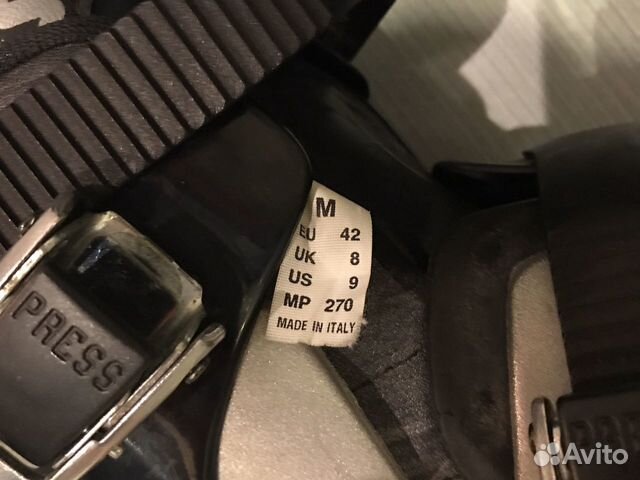 M
EU 42
UK 8
US 9
MP 270
MADE IN ITALY
PRESS
Avito